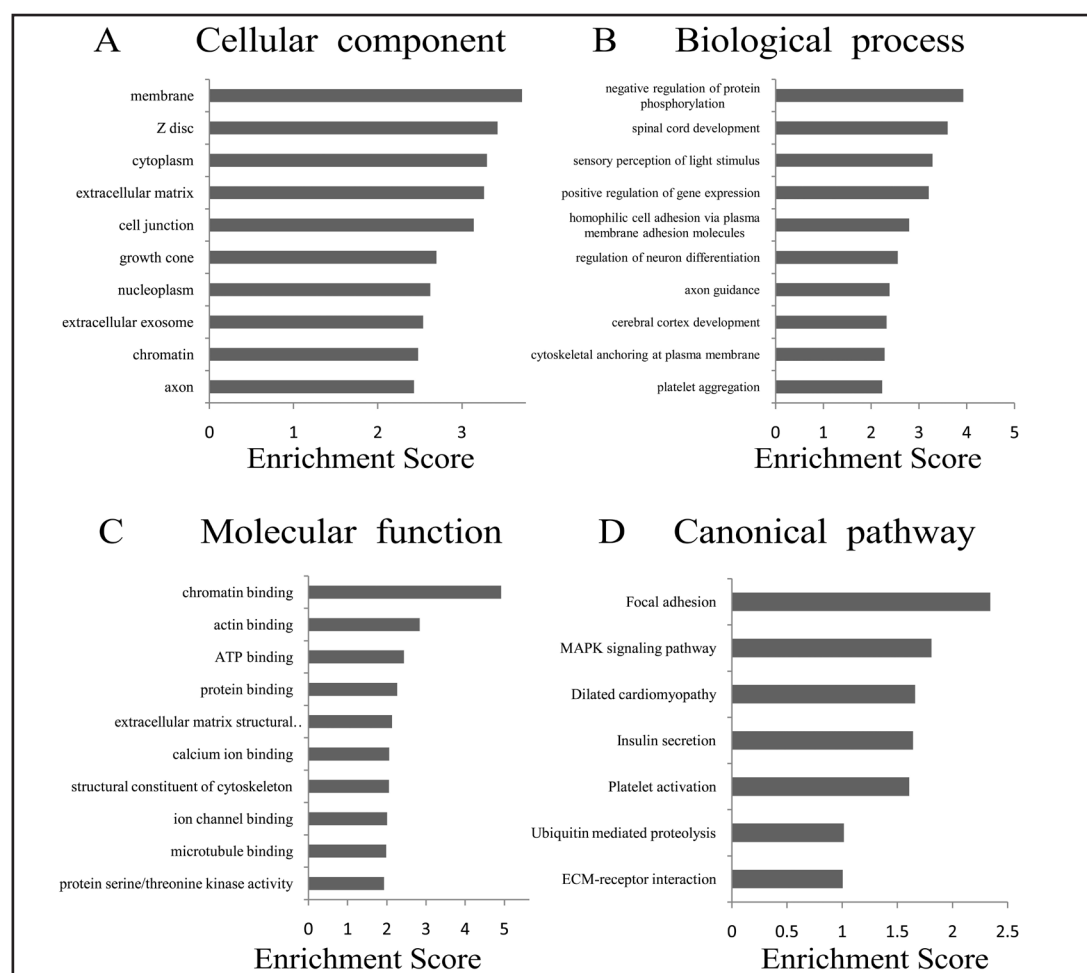 A Cellular component
membrane
Z disc
cytoplasm
extracellular matrix
cell junction
growth cone
nucleoplasm
extracellular exosome
chromatin
axon
0 1 2 3
Enrichment Score
B Biological process
negative regulation of protein
phosphorylation
spinal cord development
sensory perception of light stimulus
positive regulation of gene expression
homophilic cell adhesion via plasma
membrane adhesion molecules
regulation of neuron differentiation
axon guidance
cerebral cortex development
cytoskeletal anchoring at plasma membrane
platelet aggregation
0 1 2 3 4 5
Enrichment Score
C Molecular function
chromatin binding
actin binding
ATP binding
protein binding
extracellular matrix structural..
calcium ion binding
structural constituent of cytoskeleton
ion channel binding
microtubule binding
protein serine/threonine kinase activity
0 1 2 3 4 5
Enrichment Score
D Canonical pathway
Focal adhesion
MAPK signaling pathway
Dilated cardiomyopathy
Insulin secretion
Platelet activation
Ubiquitin mediated proteolysis
ECM-receptor interaction
0 0.5 1 1.5 2 2.5
Enrichment Score